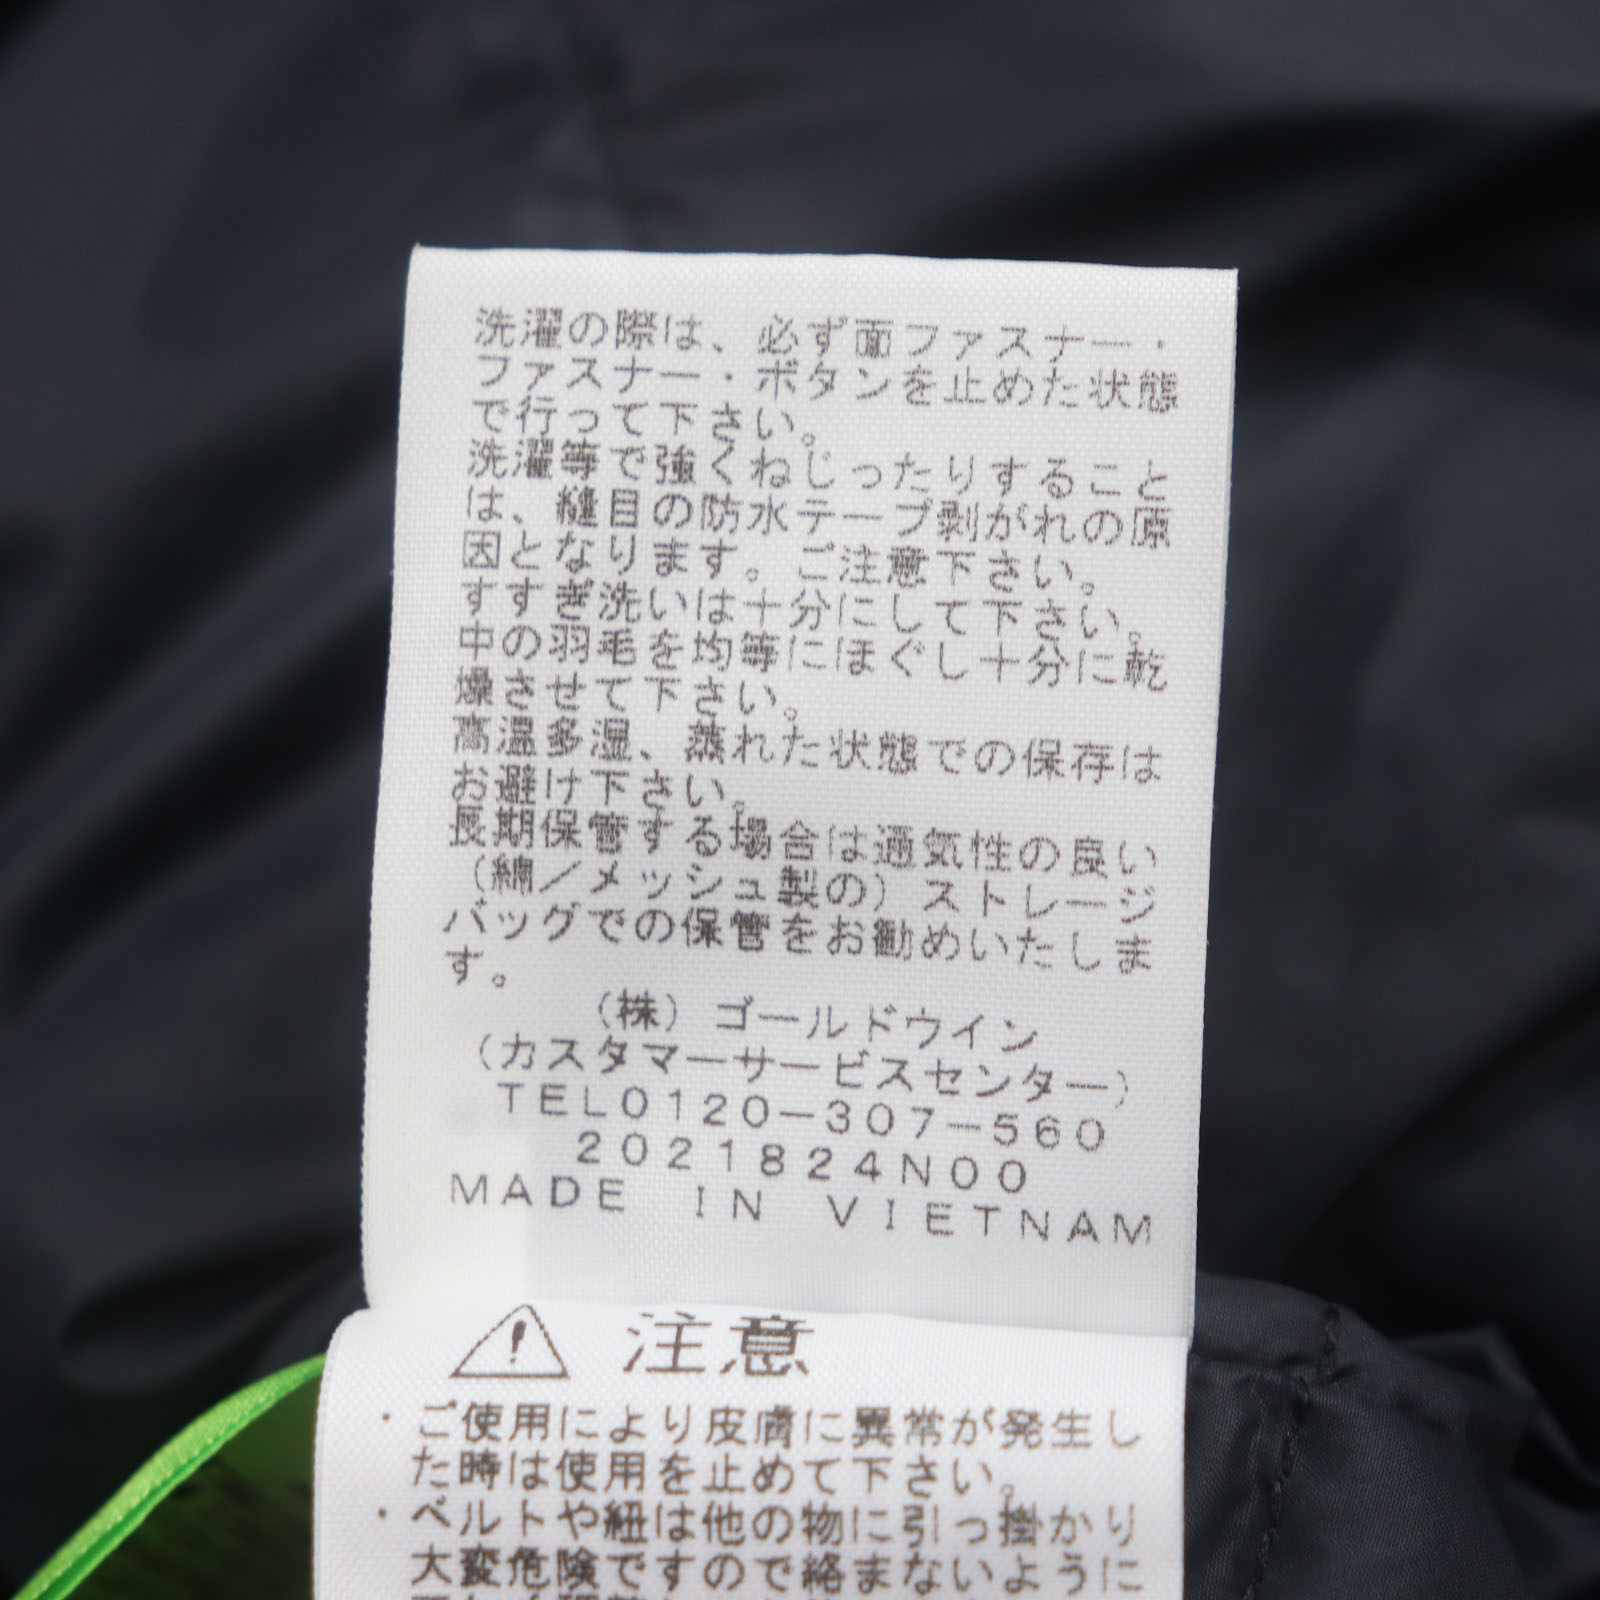 洗濯の際は、必ず面ファスナー・
ファスナー・ボタンを止めた状態
で行って下さい。
洗濯等で強くねじったりすること
は、縫目の防水テープ剥がれの原
因となります。ご注意下さい。
すすぎ洗いは十分にして下さい。
中の羽毛を均等にほぐし十分に乾
燥させて下さい。
高温多湿、蒸れた状態での保存は
お避け下さい。
長期保管する場合は通気性の良い
(綿/メッシュ製の)ストレージ
バッグでの保管をお勧めいたしま
す。
(株)ゴールドウイン
(カスタマーサービスセンター)
TEL0120-307-560
2021824N00
MADE IN VIETNAM
注意
・ご使用により皮膚に異常が発生し
た時は使用を止めて下さい。
・ベルトや紐は他の物に引っ掛かり
大変危険ですので絡まないように